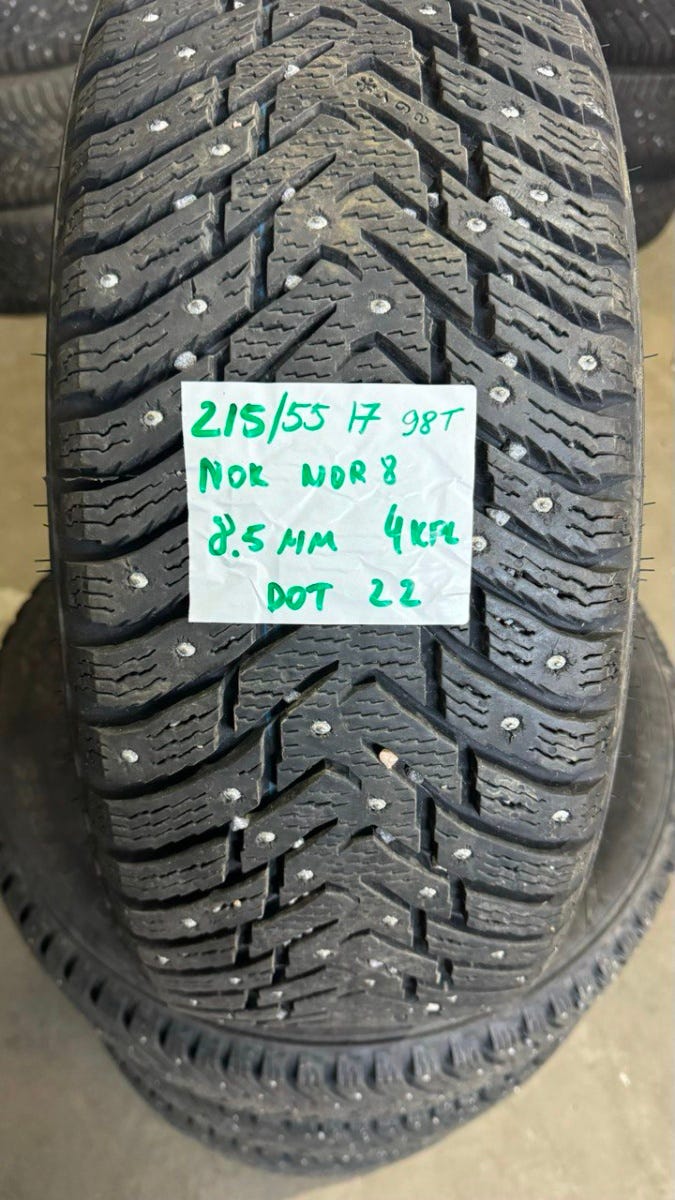 215/55 17 98T
NOK NOR 8
8.5 MM 4 KPL
DOT 22